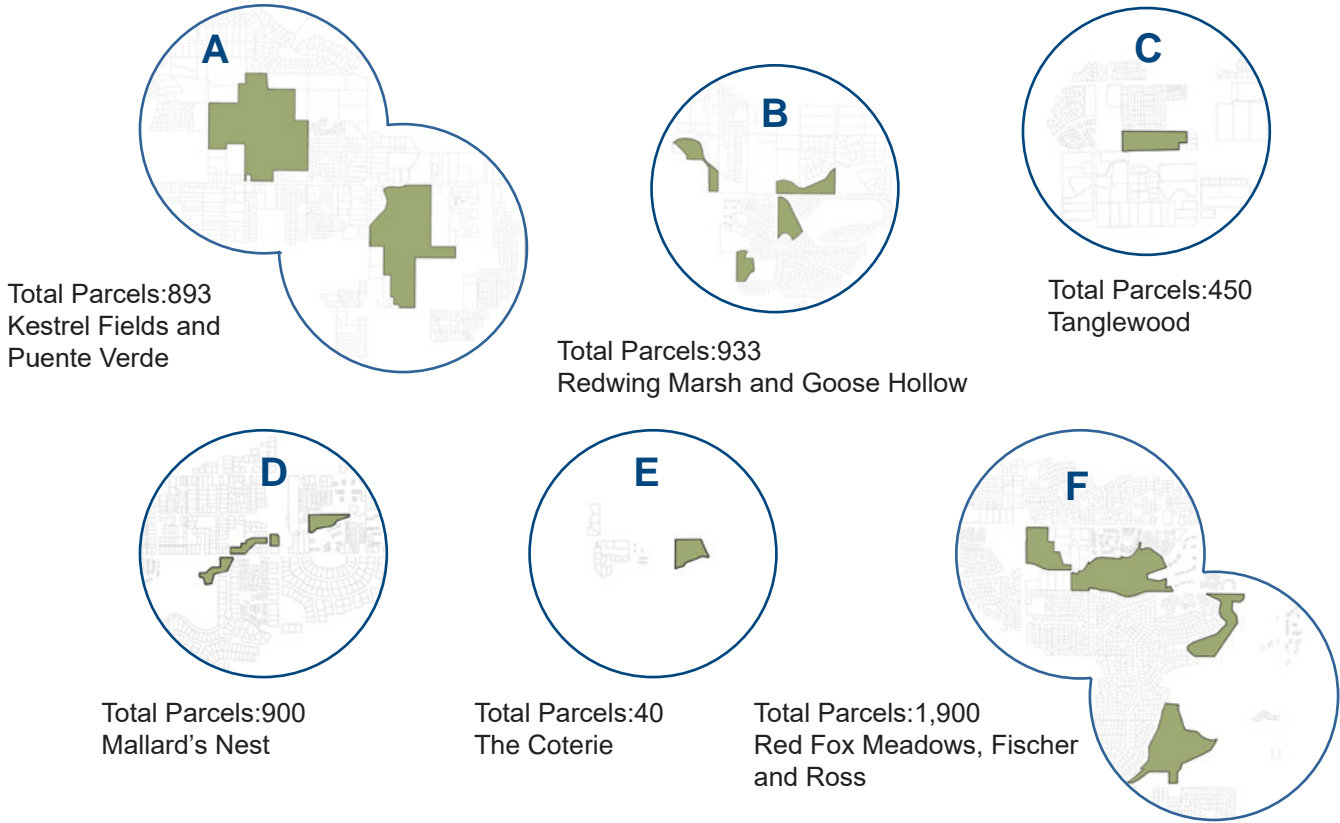 A
Total Parcels:893
Kestrel Fields and
Puente Verde
B
Total Parcels:933
Redwing Marsh and Goose Hollow
C
Total Parcels:450
Tanglewood
D
Total Parcels:900
Mallard’s Nest
E
Total Parcels:40
The Coterie
F
Total Parcels:1,900
Red Fox Meadows, Fischer
and Ross